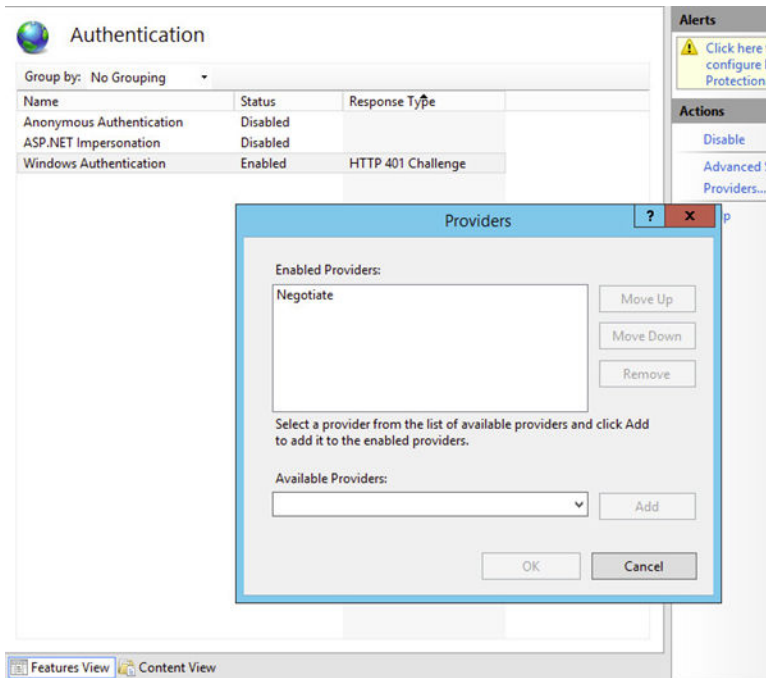 Authentication
Group by: No Grouping
Name Status Response Type
Anonymous Authentication Disabled
ASP.NET Impersonation Disabled
Windows Authentication Enabled HTTP 401 Challenge
Alerts
Click here
configure
Protection
Actions
Disable
Advanced
Providers...
p
Providers
? x
Enabled Providers:
Negotiate
Move Up
Move Down
Remove
Select a provider from the list of available providers and click Add
to add it to the enabled providers.
Available Providers:
Add
OK Cancel
Features View Content View